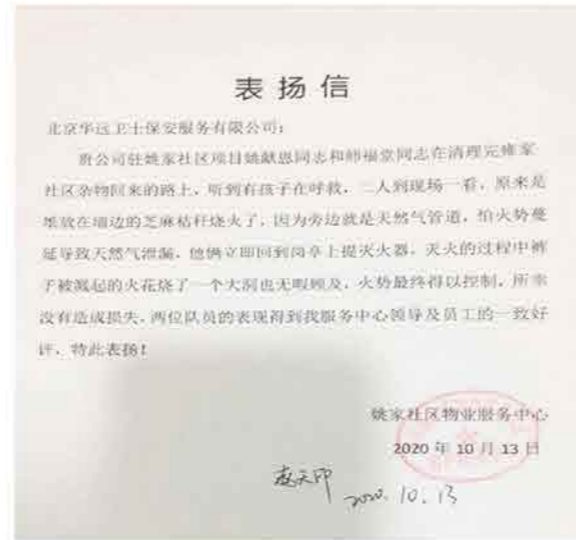 表扬信
北京华远卫士保安服务有限公司：
贵公司驻姚家社区项目姚献恩同志和师福堂同志在清理完雍家
社区杂物回来的路上，听到有孩子在呼救，二人到现场一看，原来是
堆放在墙边的芝麻秸秆烧火了，因为旁边就是天然气管道，怕火势蔓
延导致天然气泄漏，他俩立即回到岗亭上提灭火器，灭火的过程中裤
子被溅起的火花烧了一个大洞也无暇顾及，火势最终得以控制，所幸
没有造成损失，两位队员的表现得到我服务中心领导及员工的一致好
评，特此表扬！
姚家社区物业服务中心
2020 年 10 月 13 日
2020. 10. 13